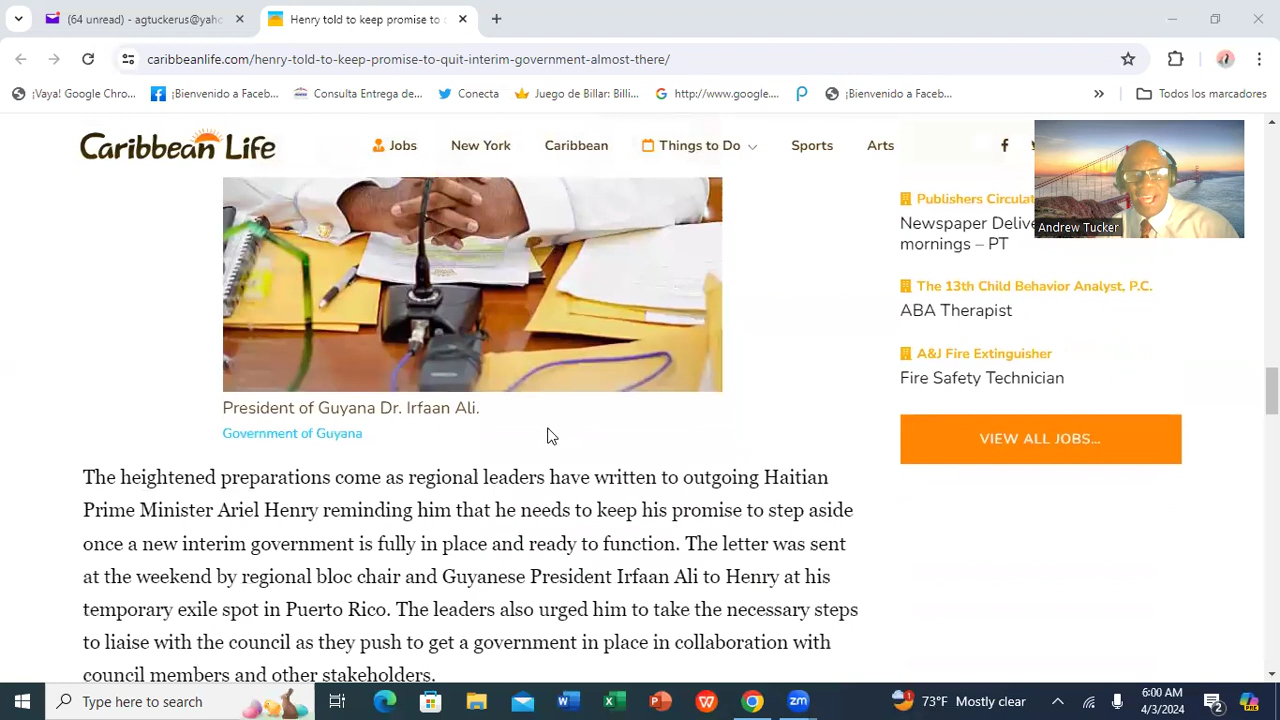 (64 unread) - agtuckerus@yaho
Henry told to keep promise to
caribbeanlife.com/henry-told-to-keep-promise-to-quit-interim-government-almost-there/
¡Vaya! Google Chro...
¡Bienvenido a Faceb...
Consulta Entrega de...
Conecta
Juego de Billar: Billi...
http://www.google....
¡Bienvenido a Faceb...
Todos los marcadores
Caribbean Life
Jobs
New York
Caribbean
Things to Do
Sports
Arts
Publishers Circulat
Newspaper Delive
mornings – PT
Andrew Tucker
The 13th Child Behavior Analyst, P.C.
ABA Therapist
A&J Fire Extinguisher
Fire Safety Technician
VIEW ALL JOBS...
President of Guyana Dr. Irfaan Ali.
Government of Guyana
The heightened preparations come as regional leaders have written to outgoing Haitian
Prime Minister Ariel Henry reminding him that he needs to keep his promise to step aside
once a new interim government is fully in place and ready to function. The letter was sent
at the weekend by regional bloc chair and Guyanese President Irfaan Ali to Henry at his
temporary exile spot in Puerto Rico. The leaders also urged him to take the necessary steps
to liaise with the council as they push to get a government in place in collaboration with
council members and other stakeholders.
Type here to search
73°F Mostly clear
6:00 AM
4/3/2024